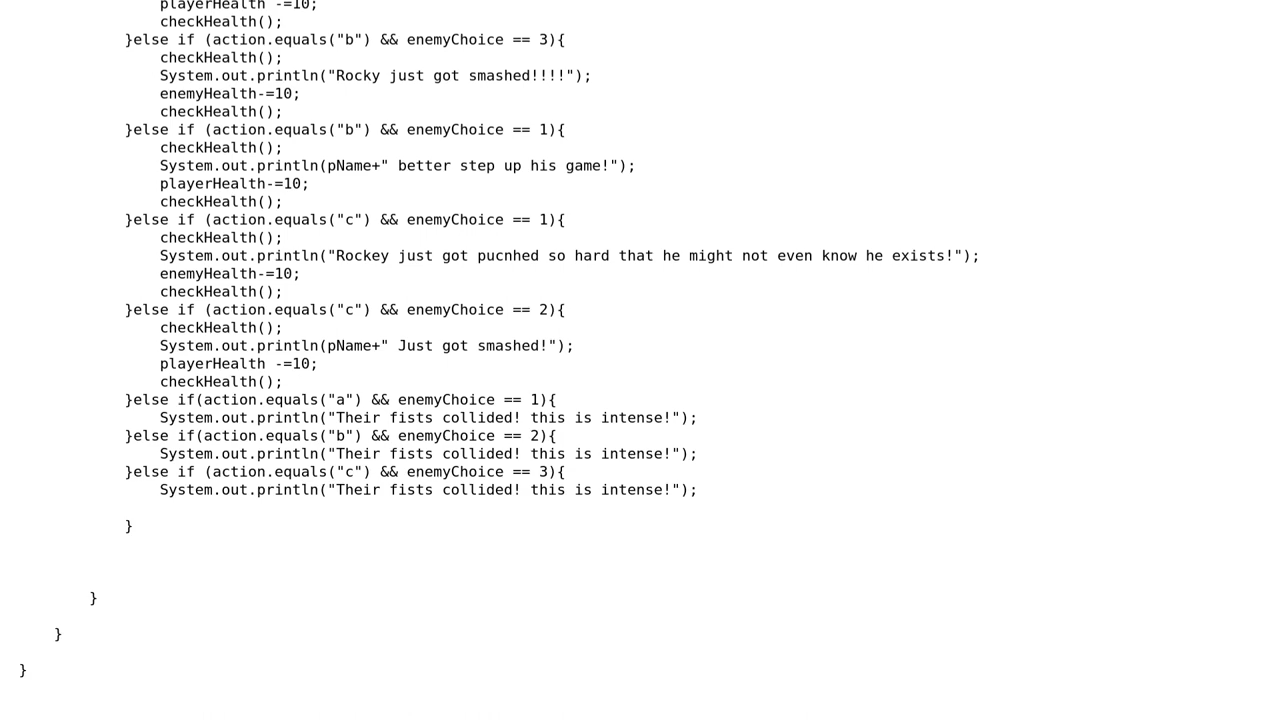 playerHealth -=10;
checkHealth();
}else if (action.equals("b") && enemyChoice == 3){
checkHealth();
System.out.println("Rocky just got smashed!!!!");
enemyHealth-=10;
checkHealth();
}else if (action.equals("b") && enemyChoice == 1){
checkHealth();
System.out.println(pName+" better step up his game!");
playerHealth-=10;
checkHealth();
}else if (action.equals("c") && enemyChoice == 1){
checkHealth();
System.out.println("Rockey just got pucnhed so hard that he might not even know he exists!");
enemyHealth-=10;
checkHealth();
}else if (action.equals("c") && enemyChoice == 2){
checkHealth();
System.out.println(pName+" Just got smashed!");
playerHealth -=10;
checkHealth();
}else if(action.equals("a") && enemyChoice == 1){
System.out.println("Their fists collided! this is intense!");
}else if(action.equals("b") && enemyChoice == 2){
System.out.println("Their fists collided! this is intense!");
}else if (action.equals("c") && enemyChoice == 3){
System.out.println("Their fists collided! this is intense!");
}
}
}
}